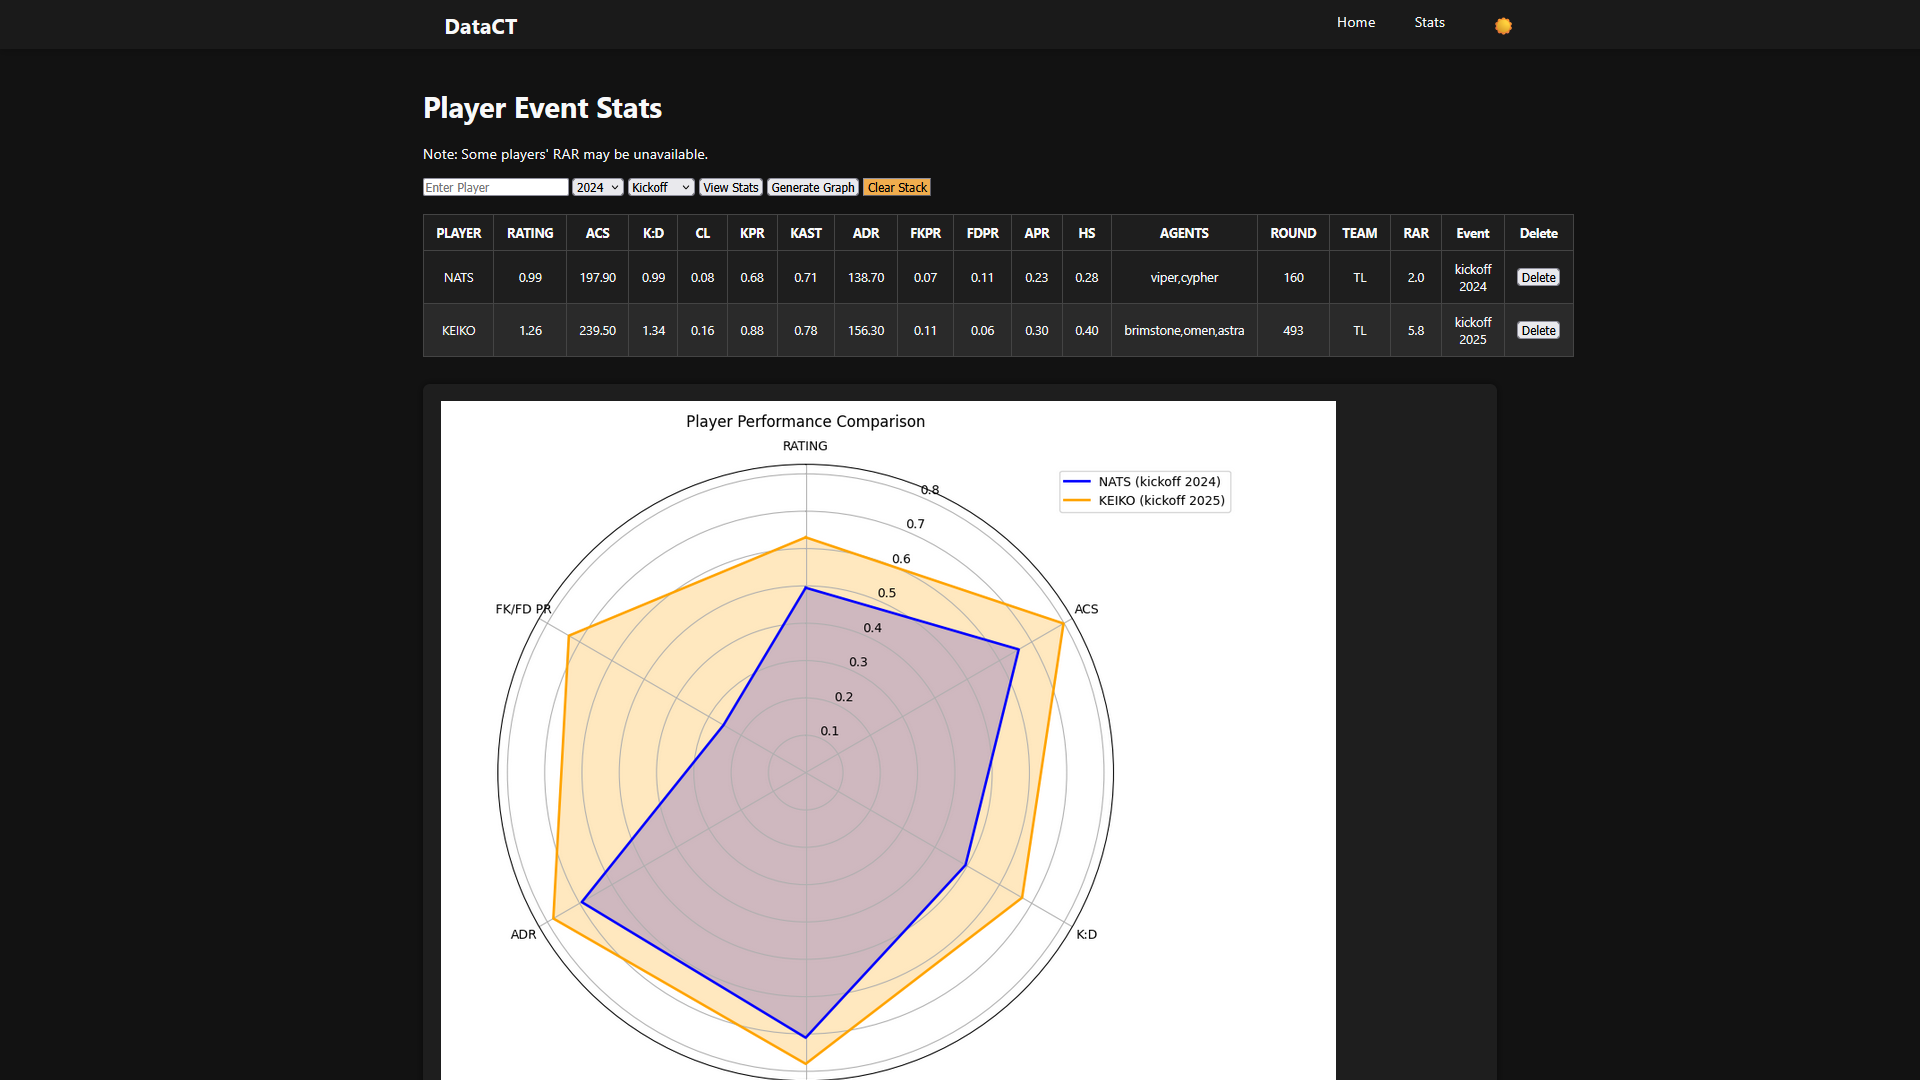 DataCT
Home
Stats
Player Event Stats
Note: Some players' RAR may be unavailable.
Enter Player
2024
Kickoff
View Stats
Generate Graph
Clear Stack
PLAYER RATING ACS K:D CL KPR KAST ADR FKPR FDPR APR HS AGENTS ROUND TEAM RAR Event Delete
NATS 0.99 197.90 0.99 0.08 0.68 0.71 138.70 0.07 0.11 0.23 0.28 viper,cypher 160 TL 2.0 kickoff 2024 Delete
KEIKO 1.26 239.50 1.34 0.16 0.88 0.78 156.30 0.11 0.06 0.30 0.40 brimstone,omen,astra 493 TL 5.8 kickoff 2025 Delete
Player Performance Comparison
RATING
NATS (kickoff 2024)
KEIKO (kickoff 2025)
0.8
0.7
0.6
0.5
0.4
0.3
0.2
0.1
FK/FD PR
ACS
ADR
K:D